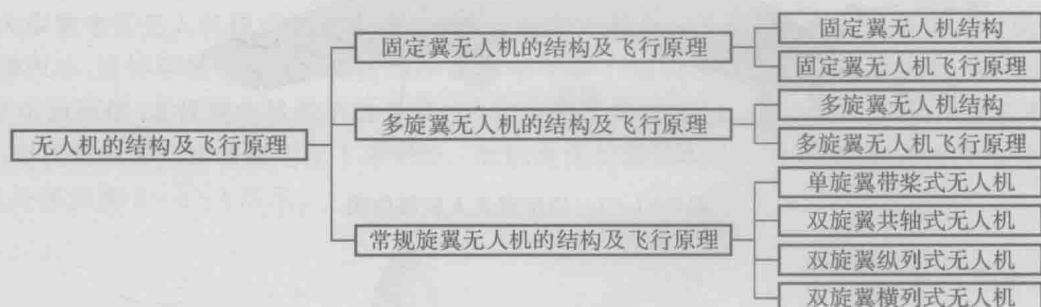 无人机的结构及飞行原理
固定翼无人机的结构及飞行原理
固定翼无人机结构
固定翼无人机飞行原理
多旋翼无人机的结构及飞行原理
多旋翼无人机结构
多旋翼无人机飞行原理
常规旋翼无人机的结构及飞行原理
单旋翼带桨式无人机
双旋翼共轴式无人机
双旋翼纵列式无人机
双旋翼横列式无人机